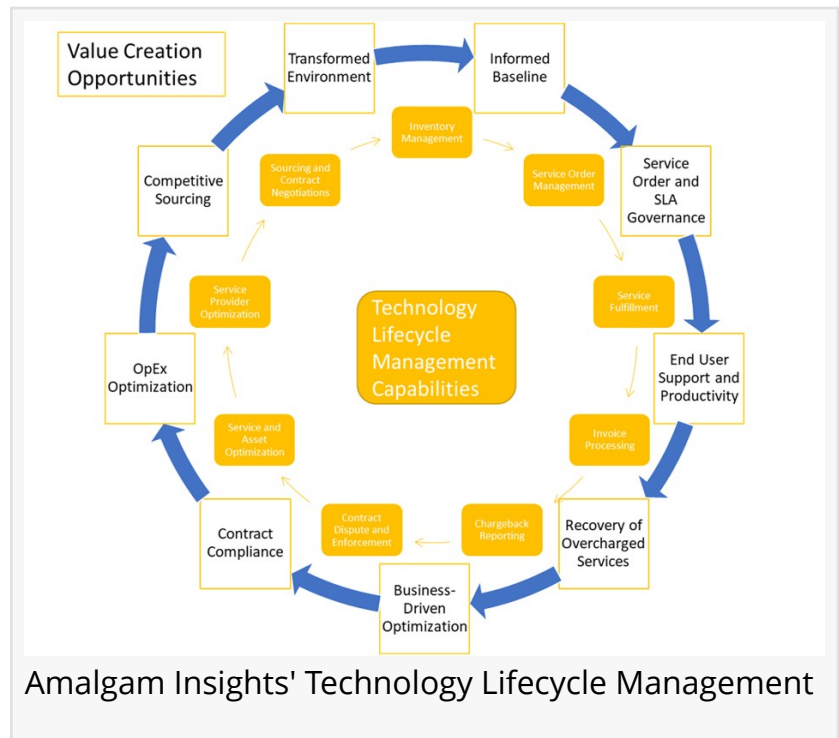 Value Creation
Opportunities
Transformed
Environment
Informed
Baseline
Inventory
Management
Sourcing and
Contract
Negotiations
Service Order
Management
Competitive
Sourcing
Service
Order and
SLA
Governance
Service
Provider
Optimization
Service
Fulfillment
Technology
Lifecycle
Management
Capabilities
OpEx
Optimization
End User
Support and
Productivity
Service and
Asset
Optimization
Invoice
Processing
Contract
Dispute and
Enforcement
Chargeback
Reporting
Contract
Compliance
Recovery of
Overcharged
Services
Business-
Driven
Optimization
Amalgam Insights' Technology Lifecycle Management